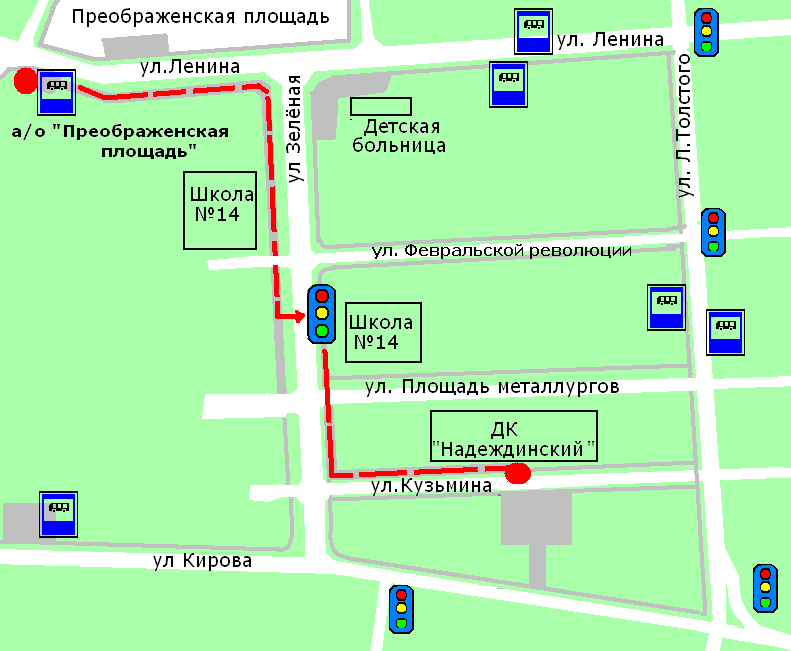 Преображенская площадь
ул. Ленина
ул.Ленина
а/о "Преображенская
площадь"
ул Зелёная
ул. Л.Толстого
Детская
больница
Школа
№14
ул. Февральской революции
Школа
№14
ул. Площадь металлургов
ДК
"Надеждинский"
ул.Кузьмина
ул Кирова